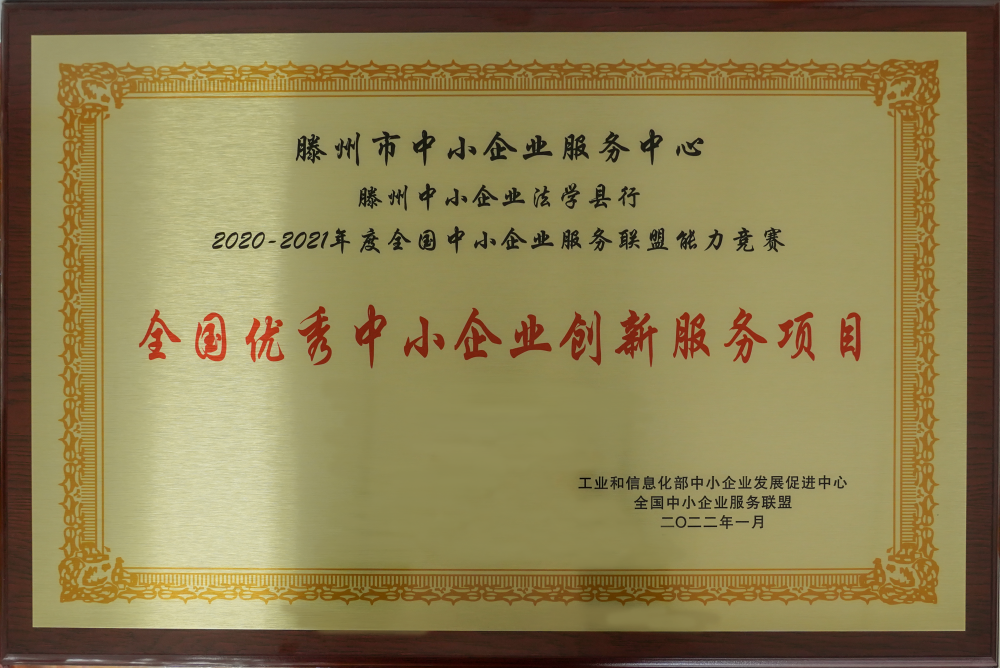 滕州市中小企业服务中心
滕州中小企业法学县行
2020-2021年度全国中小企业服务联盟能力竞赛
全国优秀中小企业创新服务项目
工业和信息化部中小企业发展促进中心
全国中小企业服务联盟
二〇二二年一月